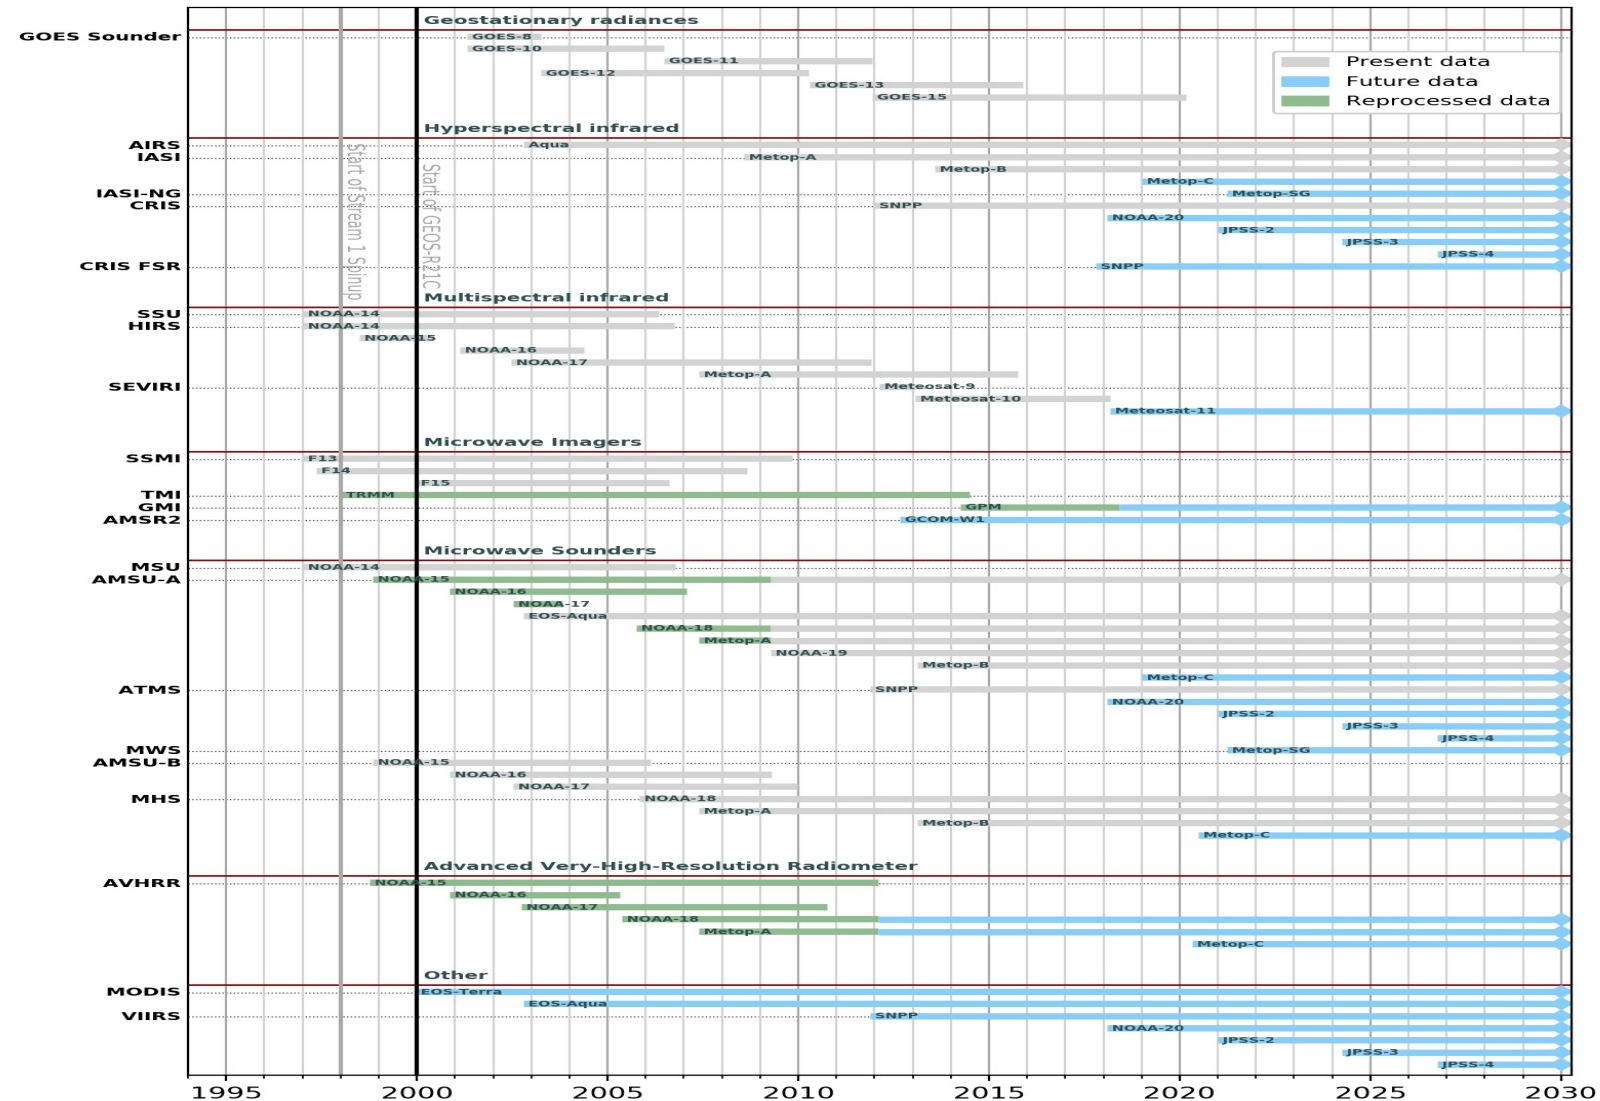 Geostationary radiances
GOES Sounder
GOES-8
GOES-10
GOES-11
GOES-12
GOES-13
GOES-15
Present data
Future data
Reprocessed data
Hyperspectral infrared
AIRS
Aqua
IASI
Metop-A
Metop-B
Metop-C
IASI-NG
Metop-SG
CRIS
SNPP
NOAA-20
JPSS-2
JPSS-3
JPSS-4
CRIS FSR
SNPP
Start of Stream 1 Spinup
Start of GEOS-R21C
Multispectral infrared
SSU
NOAA-14
HIRS
NOAA-14
NOAA-15
NOAA-16
NOAA-17
Metop-A
SEVIRI
Meteosat-9
Meteosat-10
Meteosat-11
Microwave Imagers
SSMI
F13
F14
F15
TMI
TRMM
GMI
GPM
AMSR2
GCOM-W1
Microwave Sounders
MSU
NOAA-14
AMSU-A
NOAA-15
NOAA-16
NOAA-17
EOS-Aqua
NOAA-18
Metop-A
NOAA-19
Metop-B
Metop-C
ATMS
SNPP
NOAA-20
JPSS-2
JPSS-3
JPSS-4
MWS
Metop-SG
AMSU-B
NOAA-15
NOAA-16
NOAA-17
MHS
NOAA-18
Metop-A
Metop-B
Metop-C
Advanced Very-High-Resolution Radiometer
AVHRR
NOAA-15
NOAA-16
NOAA-17
NOAA-18
Metop-A
Metop-C
Other
MODIS
EOS-Terra
EOS-Aqua
VIIRS
SNPP
NOAA-20
JPSS-2
JPSS-3
JPSS-4
1995 2000 2005 2010 2015 2020 2025 2030